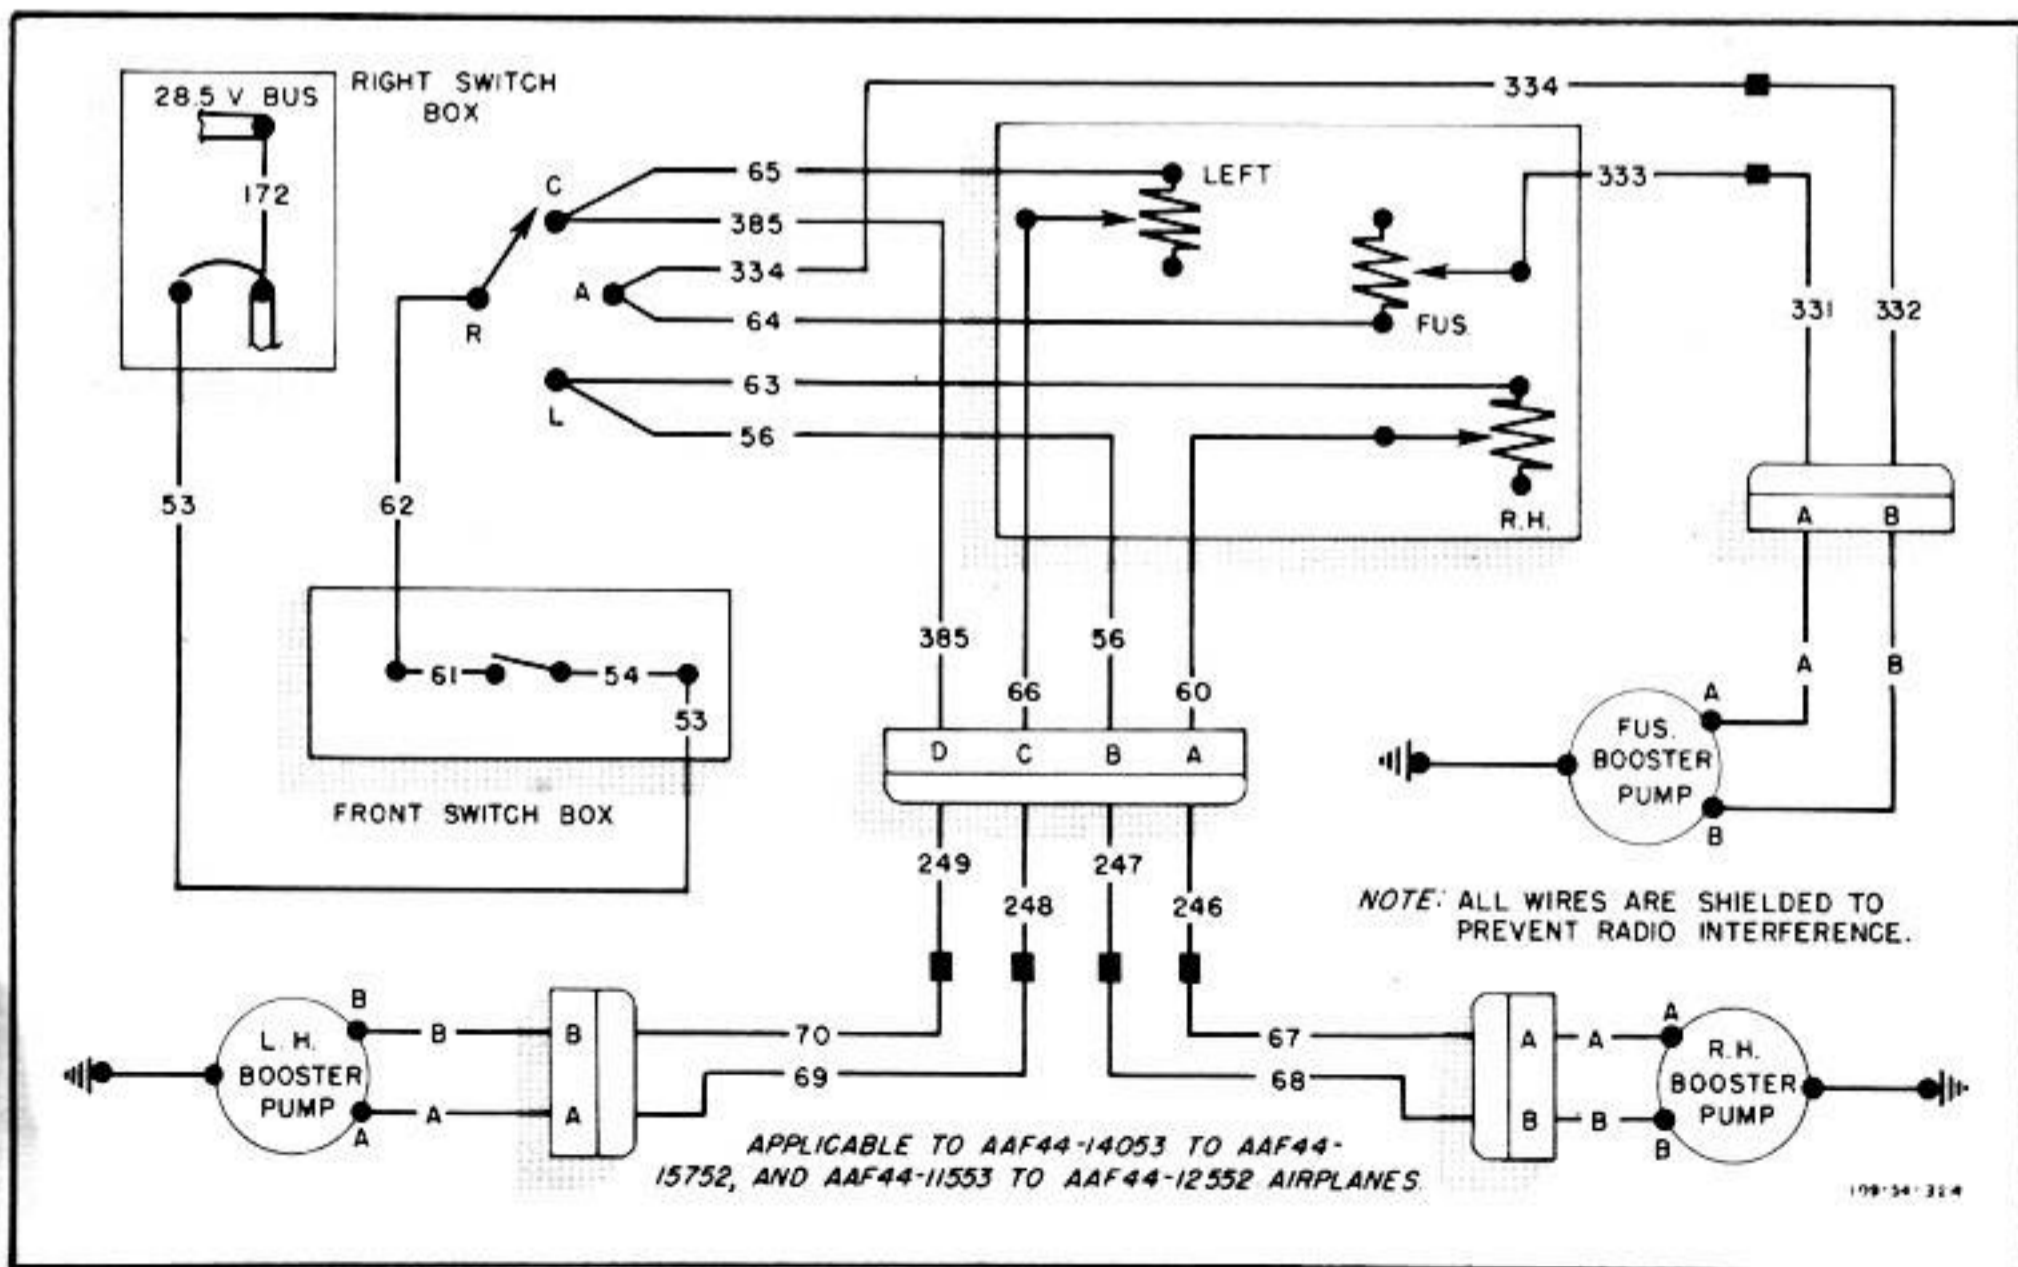 RIGHT SWITCH
BOX
28.5 V BUS
172
53
C
R
A
L
62
65
385
334
64
63
56
334
333
LEFT
FUS
R.H.
331
332
A B
A B
61 54
53
FRONT SWITCH BOX
385
66
56
60
D C B A
249
248
247
246
A
FUS.
BOOSTER
PUMP
B
NOTE: ALL WIRES ARE SHIELDED TO
PREVENT RADIO INTERFERENCE.
L. H.
BOOSTER
PUMP
B
A
B
A
B
A
70
69
67
68
A
B
A
B
A
B
R.H.
BOOSTER
PUMP
APPLICABLE TO AAF44-14053 TO AAF44-
15752, AND AAF44-11553 TO AAF44-12552 AIRPLANES